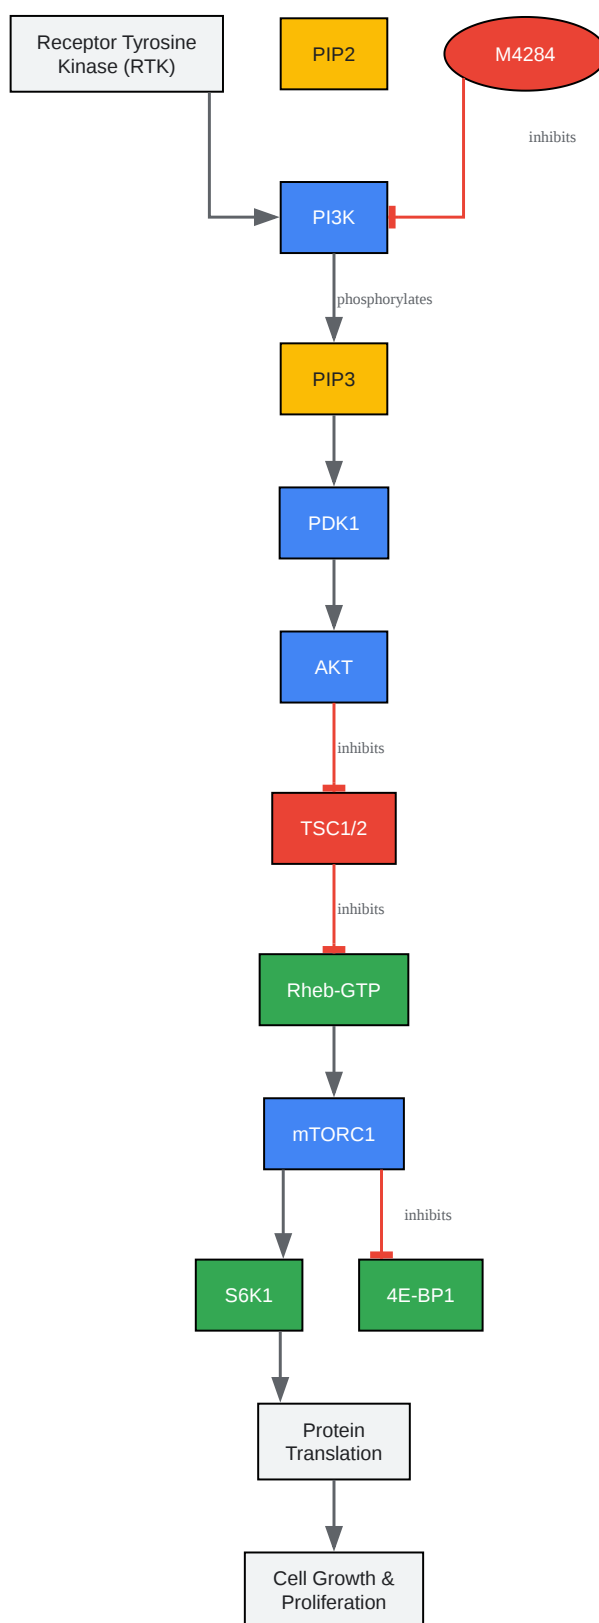 Receptor Tyrosine
Kinase (RTK)
PIP2
M4284
inhibits
PI3K
phosphorylates
PIP3
PDK1
AKT
inhibits
TSC1/2
inhibits
Rheb-GTP
mTORC1
inhibits
S6K1
4E-BP1
Protein
Translation
Cell Growth &
Proliferation